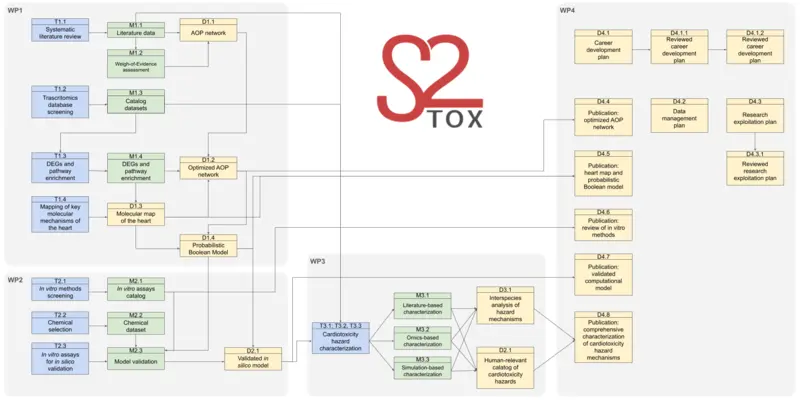 WP1
T1.1
Systematic
literature review
M1.1
Literature data
D1.1
AOP network
M1.2
Weigh-of-Evidence
assessment
T1.2
Trascritomics
database
screening
M1.3
Catalog
datasets
T1.3
DEGs and
pathway
enrichment
M1.4
DEGs and
pathway
enrichment
D1.2
Optimized AOP
network
T1.4
Mapping of key
molecular
mechanisms of
the heart
D1.3
Molecular map
of the heart
D1.4
Probabilistic
Boolean Model
S2
TOX
WP2
T2.1
In vitro methods
screening
M2.1
In vitro assays
catalog
T2.2
Chemical
selection
M2.2
Chemical
dataset
T2.3
In vitro assays
for in silico
validation
M2.3
Model validation
D2.1
Validated in
silico model
WP3
T3.1; T3.2, T3.3
Cardiotoxicity
hazard
characterization
M3.1
Literature-based
characterization
M3.2
Omics-based
characterization
M3.3
Simulation-based
characterization
D3.1
Interspecies
analysis of
hazard
mechanisms
D2.1
Human-relevant
catalog of
cardiotoxicity
hazards
WP4
D4.1
Career
development
plan
D4.1.1
Reviewed
career
development
plan
D4.1,2
Reviewed
career
development
plan
D4.4
Publication:
optimized AOP
network
D4.2
Data
management
plan
D4.3
Research
exploitation plan
D4.3.1
Reviewed
research
exploitation plan
D4.5
Publication:
heart map and
probabilistic
Boolean model
D4.6
Publication:
review of in vitro
methods
D4.7
Publication:
validated
computational
model
D4.8
Publication:
comprehensive
characterization
of cardiotoxicity
hazard
mechanisms